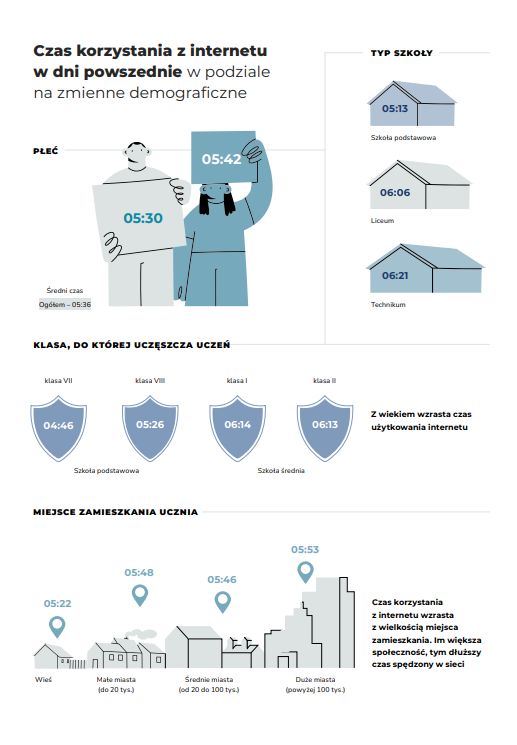 Czas korzystania z internetu
w dni powszednie w podziale
na zmienne demograficzne
PŁEĆ
05:42
05:30
Średni czas
Ogółem – 05:36
TYP SZKOŁY
05:13
Szkoła podstawowa
06:06
Liceum
06:21
Technikum
KLASA, DO KTÓREJ UCZĘSZCZA UCZEŃ
klasa VII
klasa VIII
klasa I
klasa II
04:46
05:26
06:14
06:13
Szkoła podstawowa
Szkoła średnia
Z wiekiem wzrasta czas
użytkowania internetu
MIEJSCE ZAMIESZKANIA UCZNIA
05:22
05:48
05:46
05:53
Wieś
Małe miasta
(do 20 tys.)
Średnie miasta
(od 20 do 100 tys.)
Duże miasta
(powyżej 100 tys.)
Czas korzystania
z internetu wzrasta
z wielkością miejsca
zamieszkania. Im większa
społeczność, tym dłuższy
czas spędzony w sieci